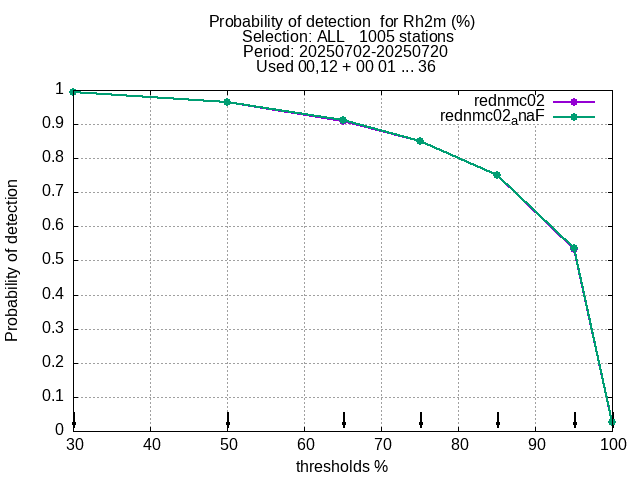 Probability of detection  for Rh2m (%)
Selection: ALL   1005 stations
Period: 20250702-20250720
Used 00,12 + 00 01 ... 36
rednmc02
rednmc02_anaF
1
0.9
0.8
0.7
0.6
0.5
0.4
0.3
0.2
0.1
0
Probability of detection
30 40 50 60 70 80 90 100
thresholds %